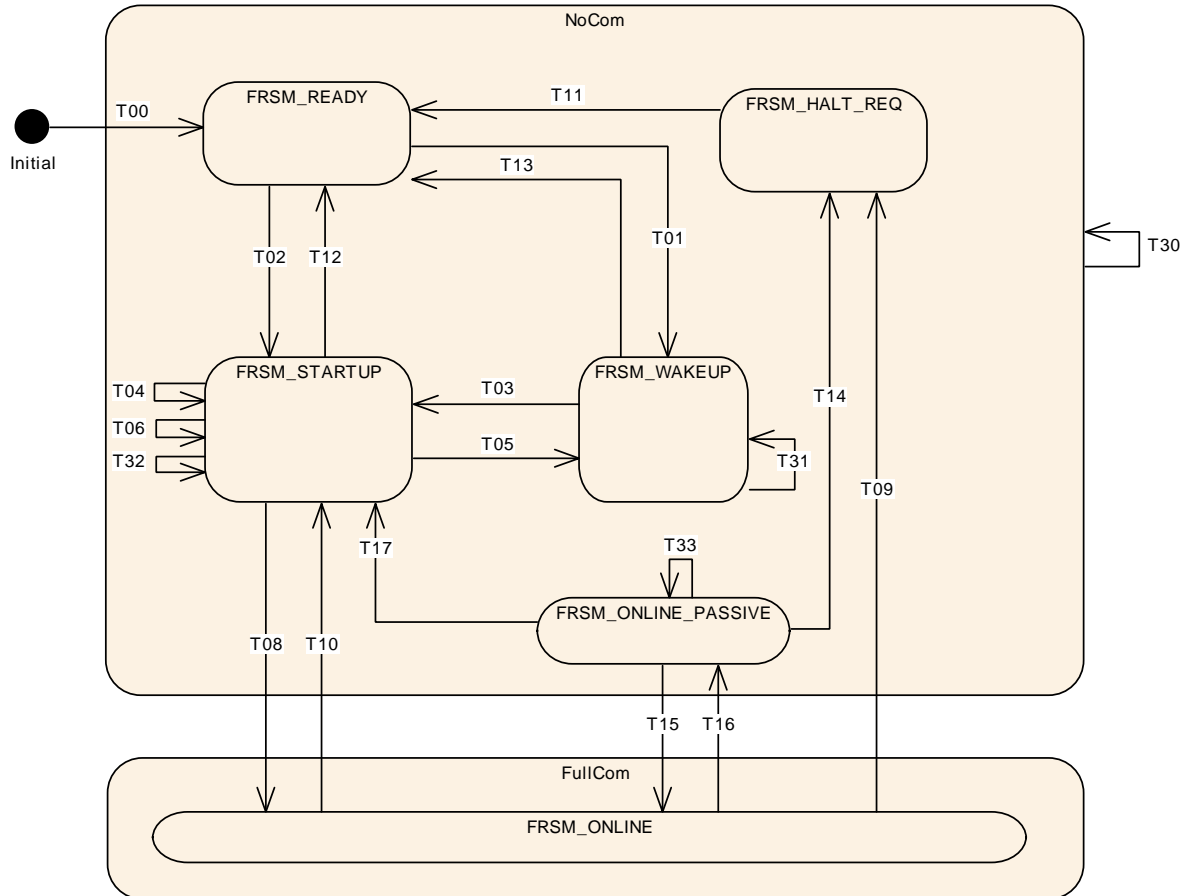 NoCom
FRSM_READY
FRSM_HALT_REQ
T11
T00
Initial
T13
T01
T30
T02
T12
FRSM_STARTUP
FRSM_WAKEUP
T04
T03
T14
T06
T05
T32
T31
T09
T17
T33
FRSM_ONLINE_PASSIVE
T08
T10
T15
T16
FullCom
FRSM_ONLINE